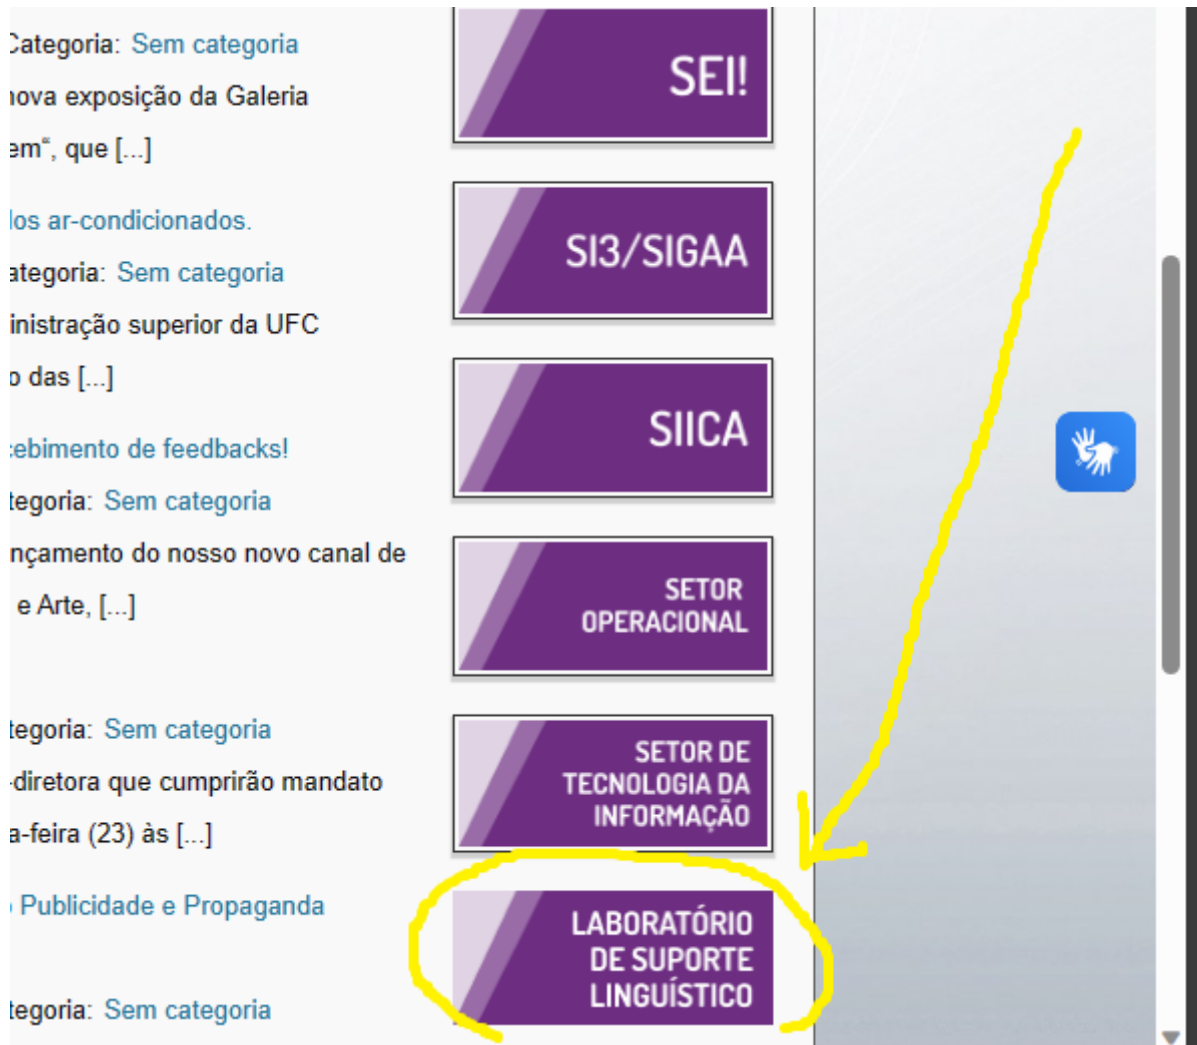 Categoria: Sem categoria
nova exposição da Galeria
em“, que [...]
los ar-condicionados.
ategoria: Sem categoria
inistração superior da UFC
o das [...]
cebimento de feedbacks!
tegoria: Sem categoria
nçamento do nosso novo canal de
e Arte, [...]
tegoria: Sem categoria
-diretora que cumprirão mandato
a-feira (23) às [...]
Publicidade e Propaganda
tegoria: Sem categoria
SEI!
SI3/SIGAA
SIICA
SETOR
OPERACIONAL
SETOR DE
TECNOLOGIA DA
INFORMAÇÃO
LABORATÓRIO
DE SUPORTE
LINGUÍSTICO